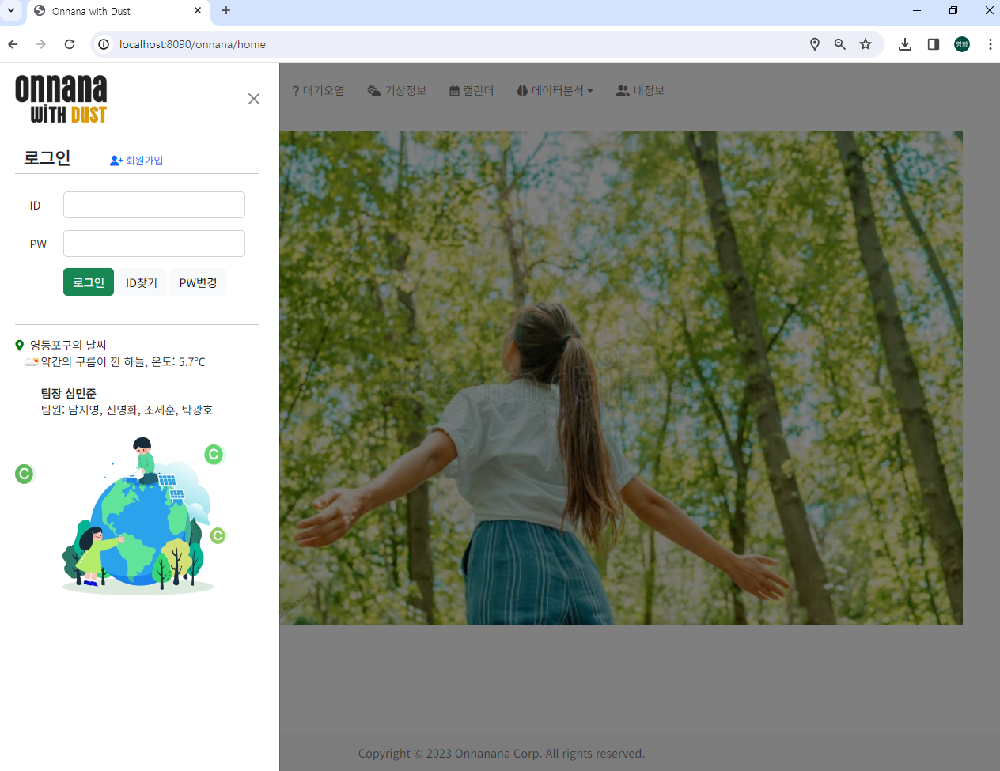 Onnana with Dust
localhost:8090/onnana/home
영화
onnana
WITH DUST
? 대기오염 기상정보 캘린더 데이터분석 내정보
로그인 회원가입
ID
PW
로그인 ID찾기 PW변경
영등포구의 날씨
약간의 구름이 낀 하늘, 온도: 5.7°C
팀장 심민준
팀원: 남지영, 신영화, 조세훈, 탁광호
C
C
C
dreamstime
Copyright © 2023 Onnanana Corp. All rights reserved.